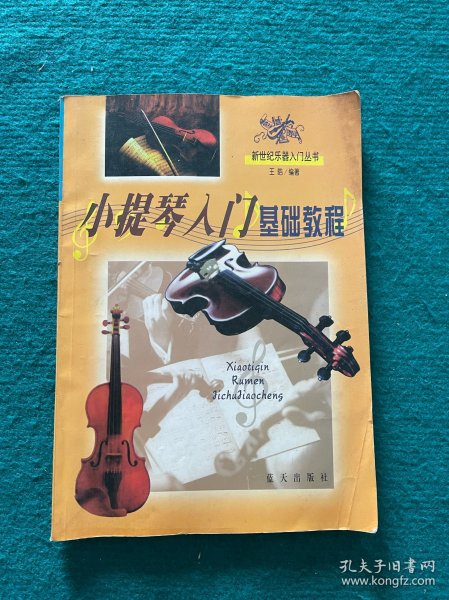 新世纪乐器入门丛书
王 皓/编著
小提琴入门基础教程
Xiaotiqin
Rumen
JichuJiaocheng
蓝天出版社
孔夫子旧书网
www.kongfz.com